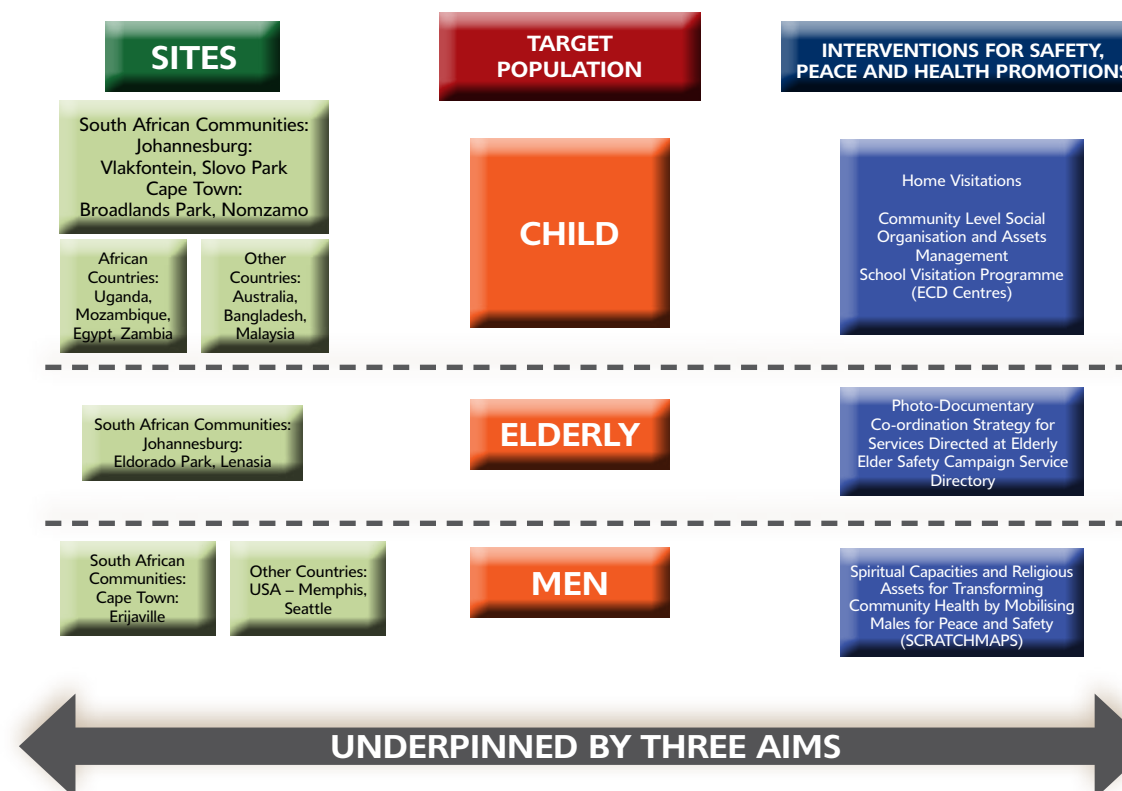 SITES
TARGET
POPULATION
INTERVENTIONS FOR SAFETY,
PEACE AND HEALTH PROMOTIONS
South African Communities:
Johannesburg:
Vlakfontein, Slovo Park
Cape Town:
Broadlands Park, Nomzamo
African
Countries:
Uganda,
Mozambique,
Egypt, Zambia
Other
Countries:
Australia,
Bangladesh,
Malaysia
CHILD
Home Visitations
Community Level Social
Organisation and Assets
Management
School Visitation Programme
(ECD Centres)
South African Communities:
Johannesburg:
Eldorado Park, Lenasia
ELDERLY
Photo-Documentary
Co-ordination Strategy for
Services Directed at Elderly
Elder Safety Campaign Service
Directory
South African
Communities:
Cape Town:
Erijaville
Other Countries:
USA – Memphis,
Seattle
MEN
Spiritual Capacities and Religious
Assets for Transforming
Community Health by Mobilising
Males for Peace and Safety
(SCRATCHMAPS)
UNDERPINNED BY THREE AIMS